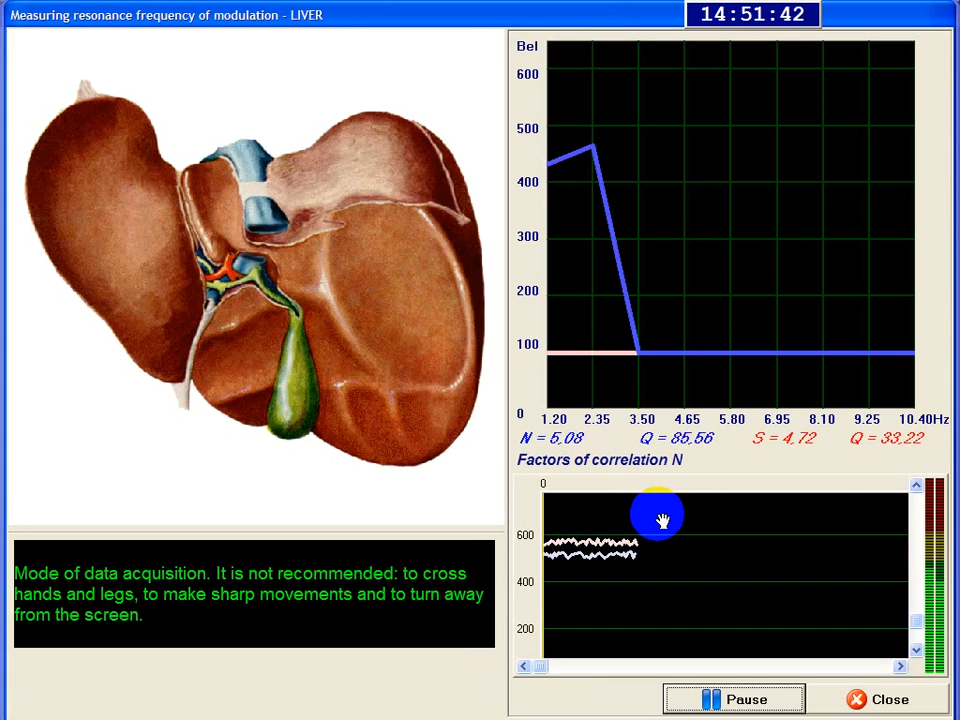 Measuring resonance frequency of modulation - LIVER
14:51:42
Bel
600
500
400
300
200
100
0
1.20 2.35 3.50 4.65 5.80 6.95 8.10 9.25 10.40Hz
N = 5,08 Q = 85,56 S = 4,72 Q = 33,22
Factors of correlation N
0
600
400
200
Mode of data acquisition. It is not recommended: to cross
hands and legs, to make sharp movements and to turn away
from the screen.
Pause
Close